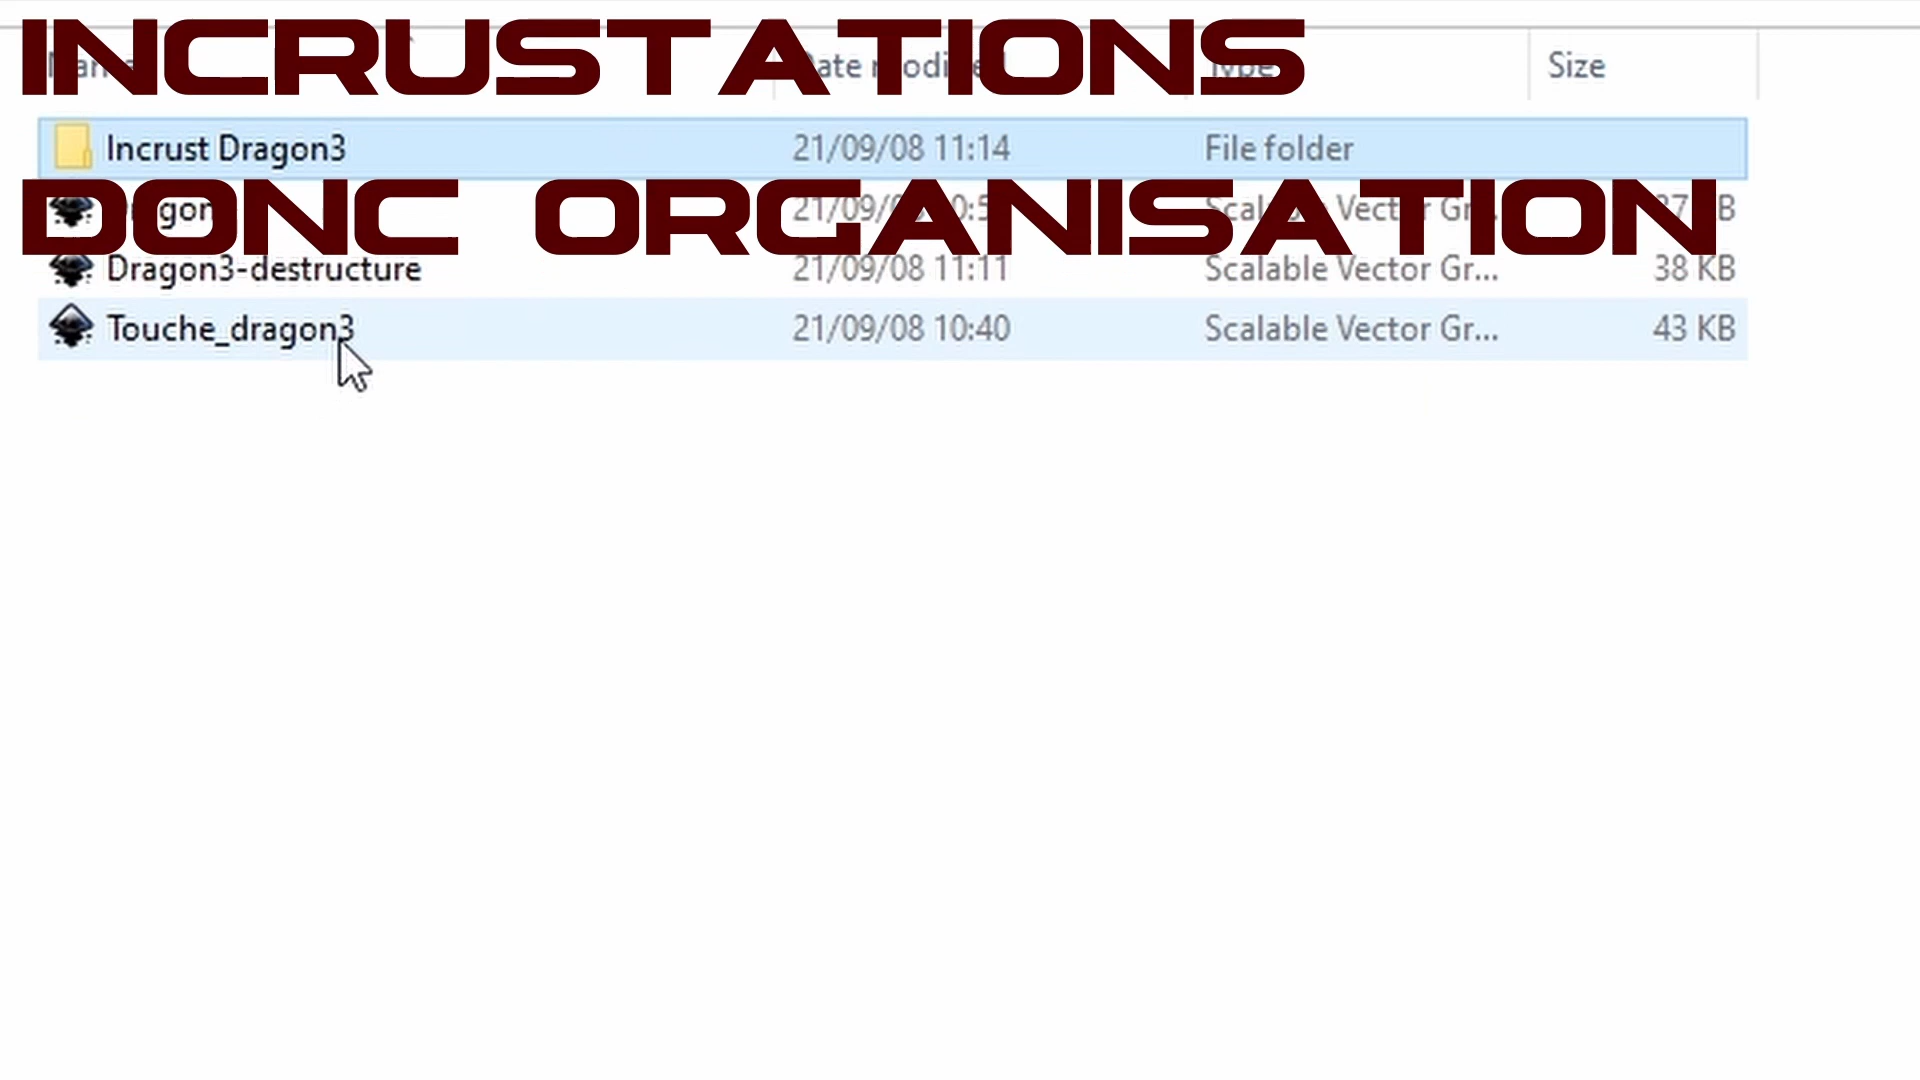 INCRUSTATIONS
Size
Incrust Dragon3 21/09/08 11:14 File folder
DONC ORGANISATION
Dragon3-destructure 21/09/08 11:11 Scalable Vector Gr... 38 KB
Touche_dragon3 21/09/08 10:40 Scalable Vector Gr... 43 KB